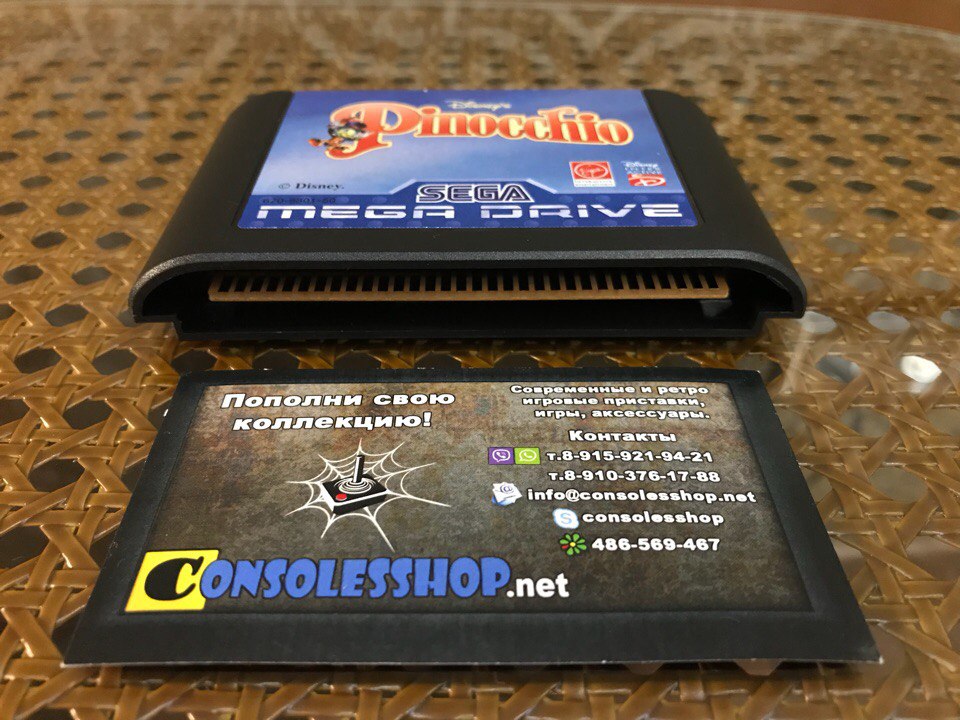 Disney's
Pinocchio
© Disney.
SEGA
MEGA DRIVE
Пополни свою
коллекцию!
Современные и ретро
игровые приставки,
игры, аксессуары.
Контакты
т.8-915-921-94-21
т.8-910-376-17-88
info@consolesshop.net
consolesshop
486-569-467
CONSOLESSHOP.net